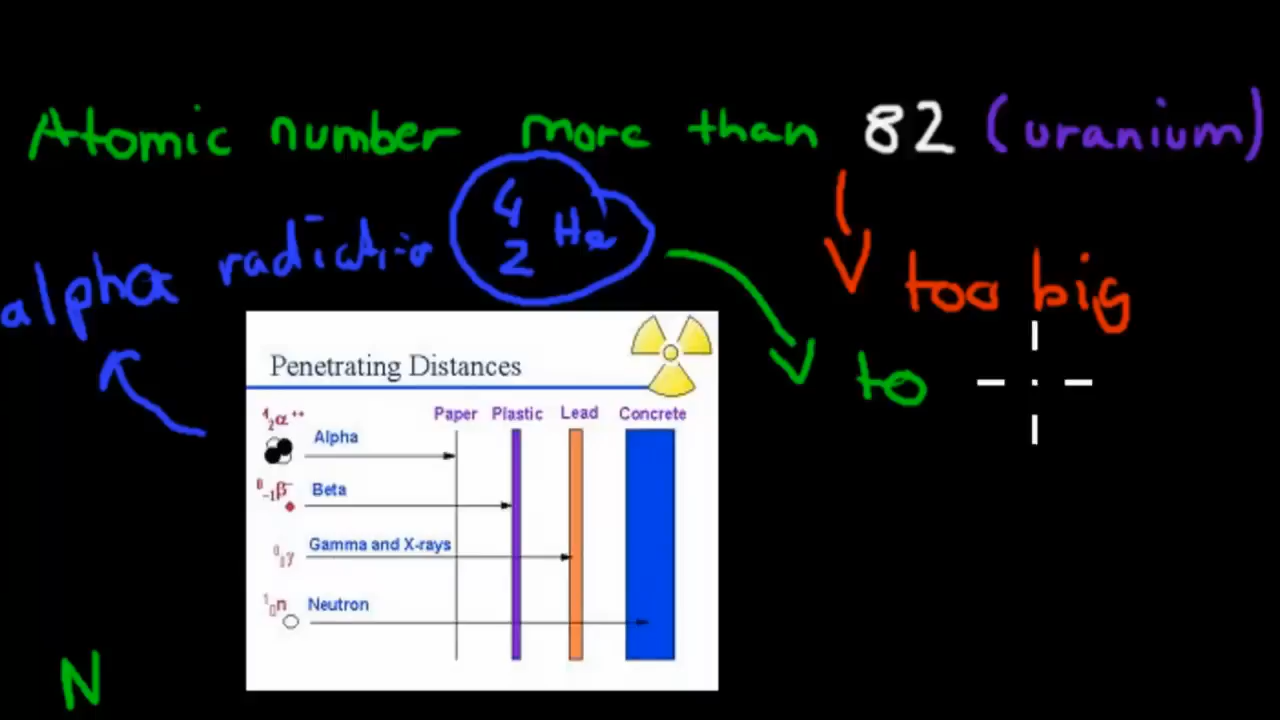 Atomic number more than 82 (uranium)
alpha radiation 4 2 He
too big
to
Penetrating Distances
Paper Plastic Lead Concrete
4 2 α ++
Alpha
0 -1 β-
Beta
0 0 γ
Gamma and X-rays
1 0 n
Neutron
N